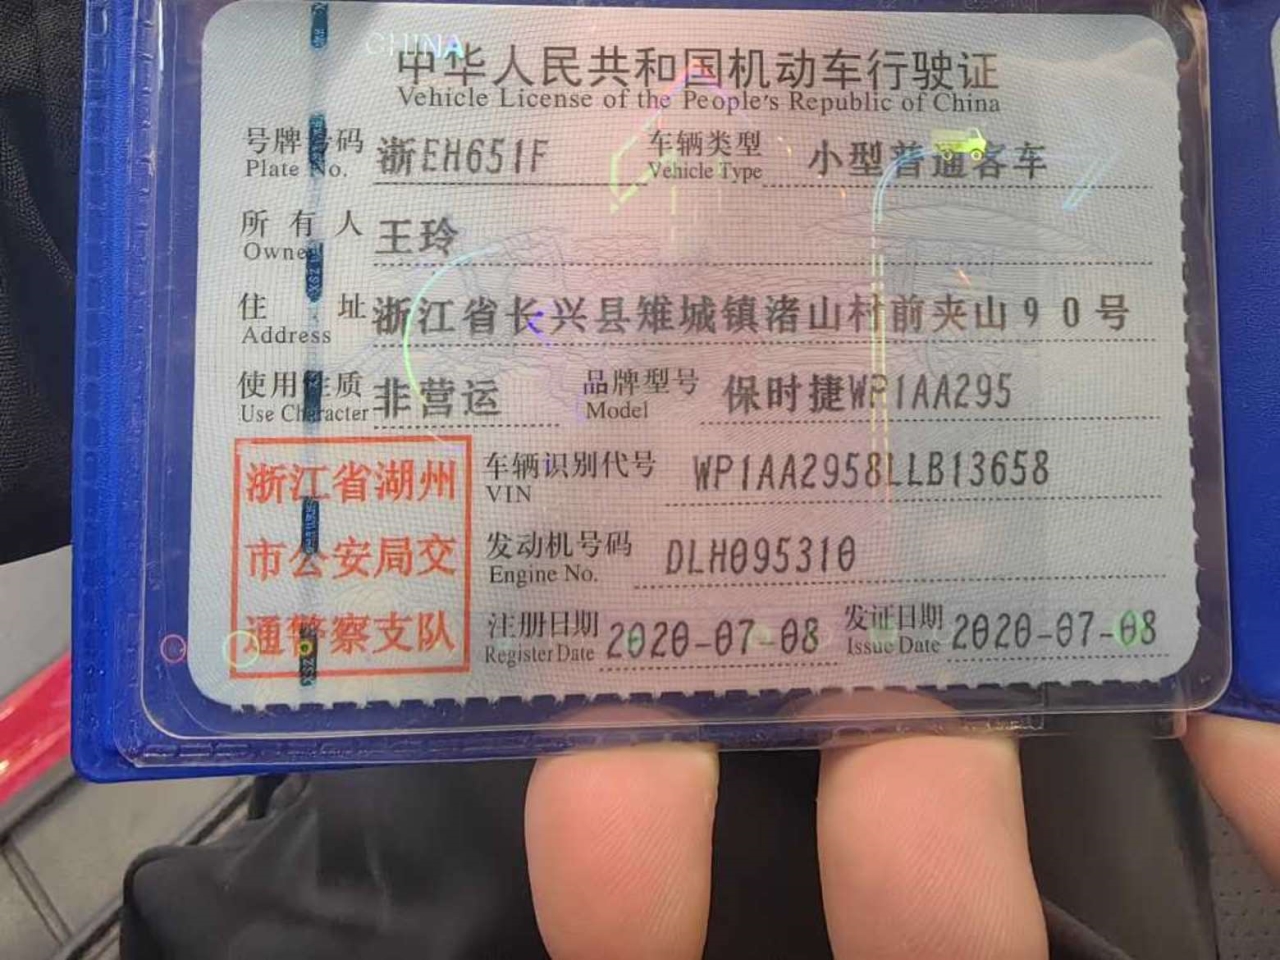 CHINA
中华人民共和国机动车行驶证
Vehicle License of the People's Republic of China
号牌号码 浙EH651F 车辆类型 小型普通客车
Plate No. Vehicle Type
所有人 王玲
Owner
住址 浙江省长兴县雉城镇渚山村前夹山90号
Address
使用性质 非营运 品牌型号 保时捷WP1AA295
Use Character Model
浙江省湖州
市公安局交
通警察支队
车辆识别代号 WP1AA2958LLB13658
VIN
发动机号码 DLH095310
Engine No.
注册日期 2020-07-08 发证日期 2020-07-08
Register Date Issue Date